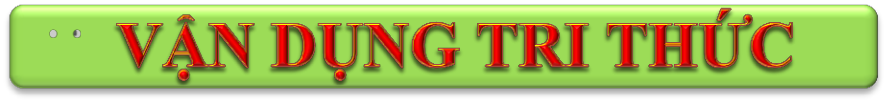 VẬN DỤNG TRI THỨC